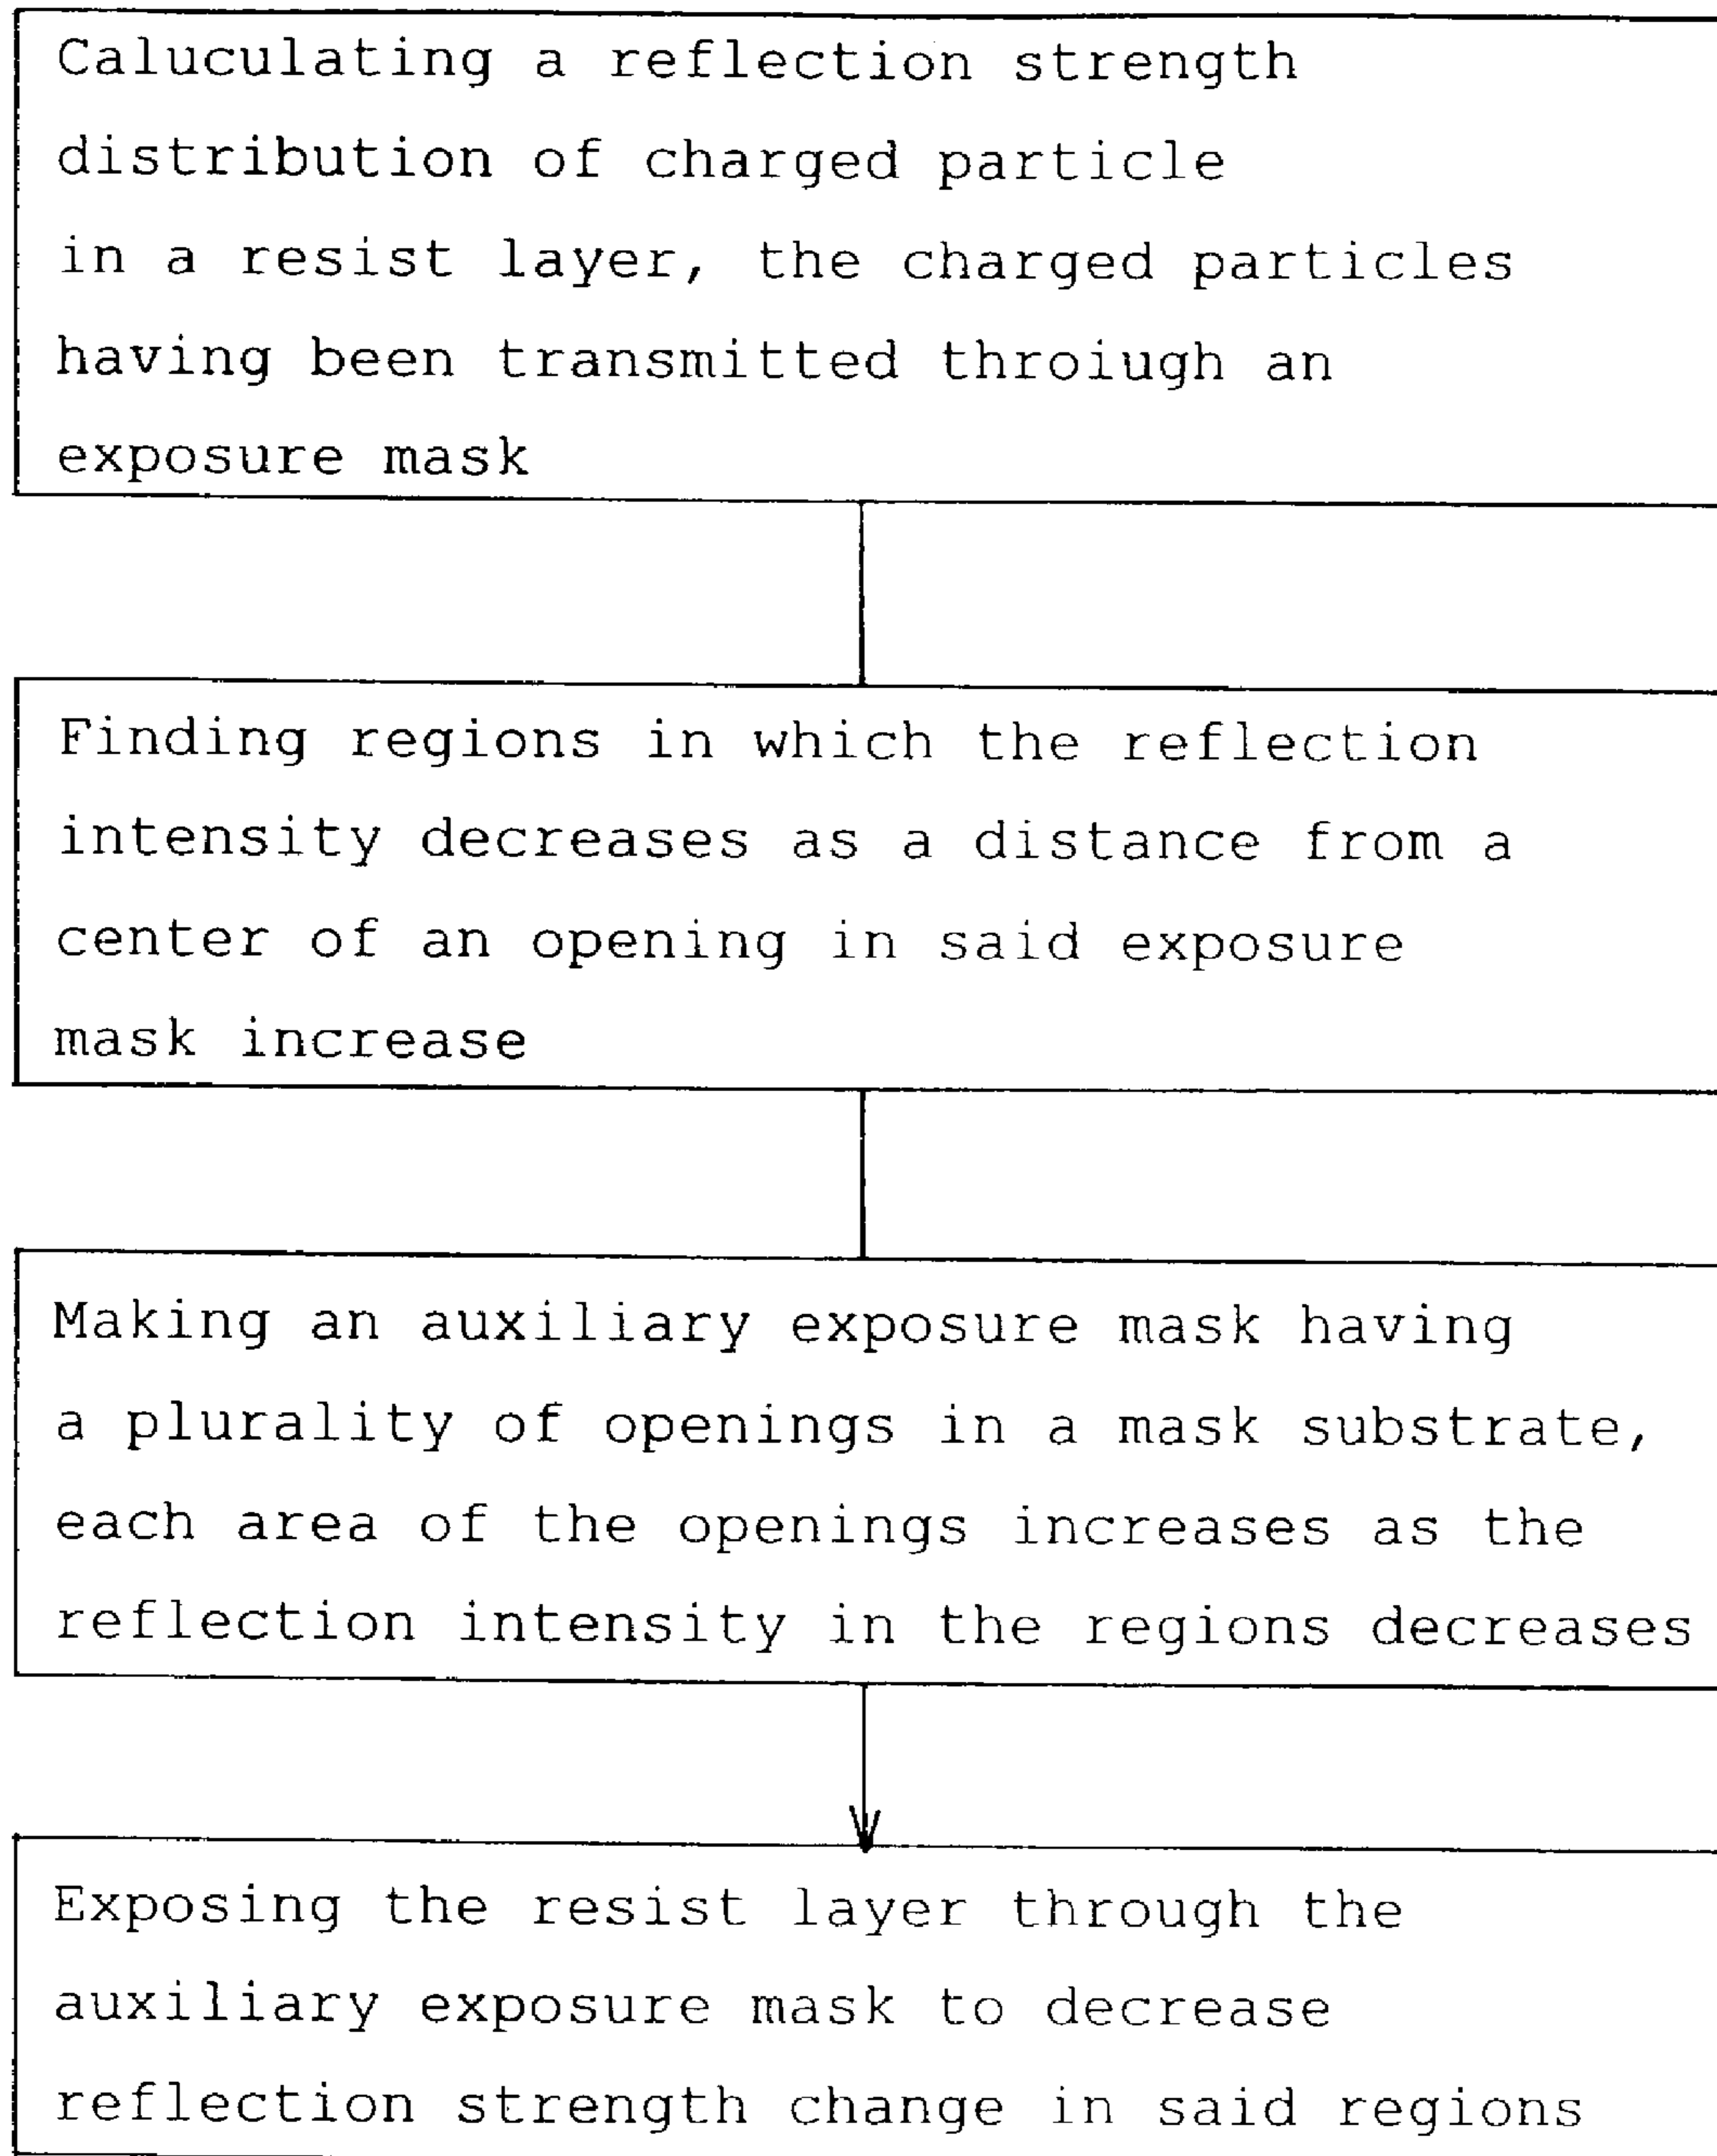 Caluculating a reflection strength
distribution of charged particle
in a resist layer, the charged particles
having been transmitted throiugh an
exposure mask
Finding regions in which the reflection
intensity decreases as a distance from a
center of an opening in said exposure
mask increase
Making an auxiliary exposure mask having
a plurality of openings in a mask substrate,
each area of the openings increases as the
reflection intensity in the regions decreases
Exposing the resist layer through the
auxiliary exposure mask to decrease
reflection strength change in said regions